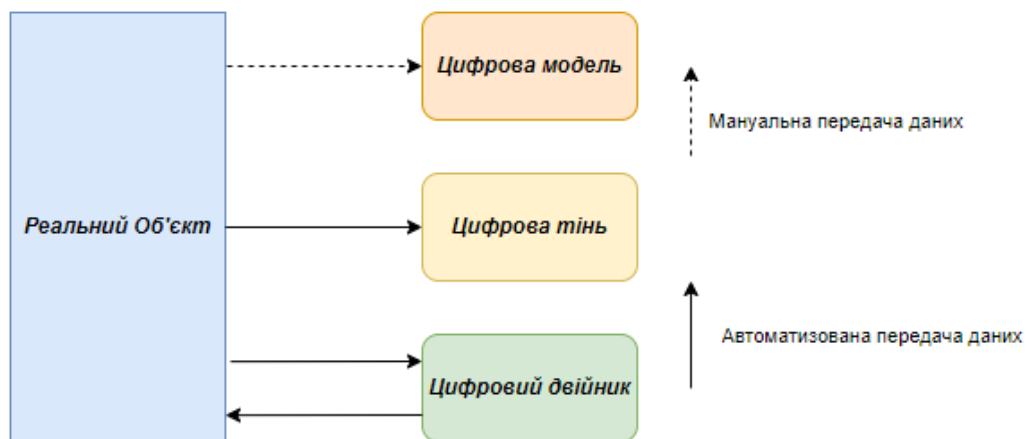 Цифрова модель
Мануальна передача даних
Реальний Об'єкт
Цифрова тінь
Автоматизована передача даних
Цифровий двійник